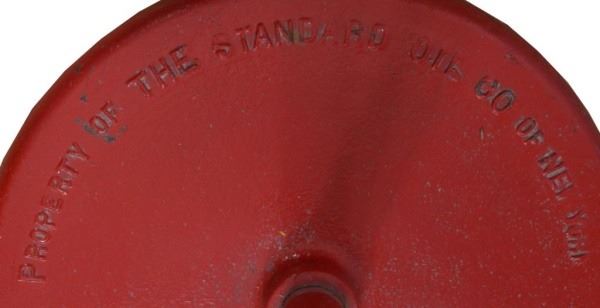 PROPERTY OF THE STANDARD OIL CO OF NEW YORK